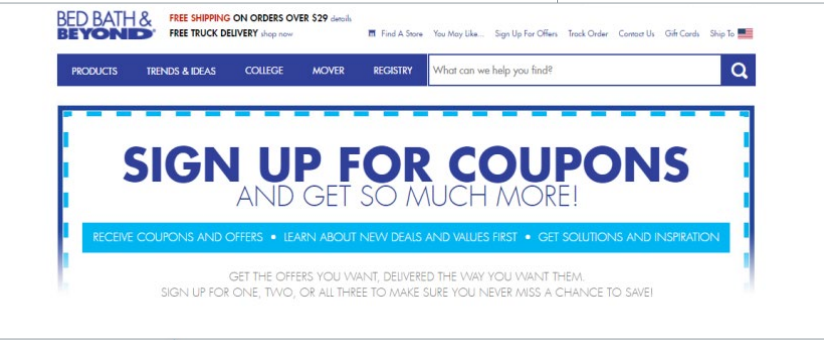 BED BATH &
BEYOND
FREE SHIPPING ON ORDERS OVER $29 details
FREE TRUCK DELIVERY shop now
Find A Store You May Like... Sign Up For Offers Track Order Contact Us Gift Cards Ship To
PRODUCTS TRENDS & IDEAS COLLEGE MOVER REGISTRY What can we help you find?
SIGN UP FOR COUPONS
AND GET SO MUCH MORE!
RECEIVE COUPONS AND OFFERS • LEARN ABOUT NEW DEALS AND VALUES FIRST • GET SOLUTIONS AND INSPIRATION
GET THE OFFERS YOU WANT, DELIVERED THE WAY YOU WANT THEM.
SIGN UP FOR ONE, TWO, OR ALL THREE TO MAKE SURE YOU NEVER MISS A CHANCE TO SAVE!